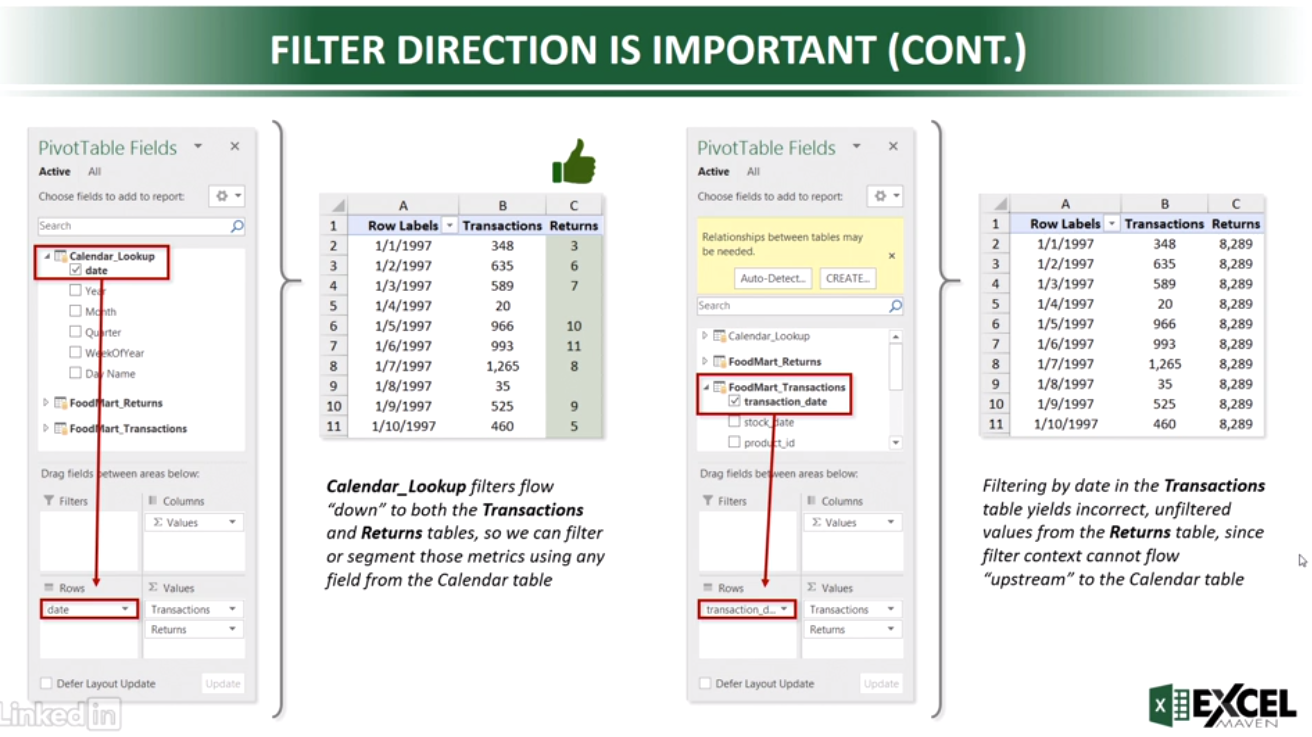 FILTER DIRECTION IS IMPORTANT (CONT.)
PivotTable Fields
Active All
Choose fields to add to report:
Search
Calendar_Lookup
date
Year
Month
Quarter
WeekOfYear
Day Name
FoodMart_Returns
FoodMart_Transactions
Drag fields between areas below:
Filters
Columns
Σ Values
Rows
Σ Values
date
Transactions
Returns
Defer Layout Update
Update
A B C
1 Row Labels Transactions Returns
2 1/1/1997 348 3
3 1/2/1997 635 6
4 1/3/1997 589 7
5 1/4/1997 20
6 1/5/1997 966 10
7 1/6/1997 993 11
8 1/7/1997 1,265 8
9 1/8/1997 35
10 1/9/1997 525 9
11 1/10/1997 460 5
Calendar_Lookup filters flow
“down” to both the Transactions
and Returns tables, so we can filter
or segment those metrics using any
field from the Calendar table
PivotTable Fields
Active All
Choose fields to add to report:
Relationships between tables may
be needed.
Auto-Detect... CREATE...
Search
Calendar_Lookup
FoodMart_Returns
FoodMart_Transactions
transaction_date
stock_date
product_id
Drag fields between areas below:
Filters
Columns
Σ Values
Rows
Σ Values
transaction_d...
Transactions
Returns
Defer Layout Update
Update
A B C
1 Row Labels Transactions Returns
2 1/1/1997 348 8,289
3 1/2/1997 635 8,289
4 1/3/1997 589 8,289
5 1/4/1997 20 8,289
6 1/5/1997 966 8,289
7 1/6/1997 993 8,289
8 1/7/1997 1,265 8,289
9 1/8/1997 35 8,289
10 1/9/1997 525 8,289
11 1/10/1997 460 8,289
Filtering by date in the Transactions
table yields incorrect, unfiltered
values from the Returns table, since
filter context cannot flow
“upstream” to the Calendar table
Linked in
X EXCEL
MAVEN